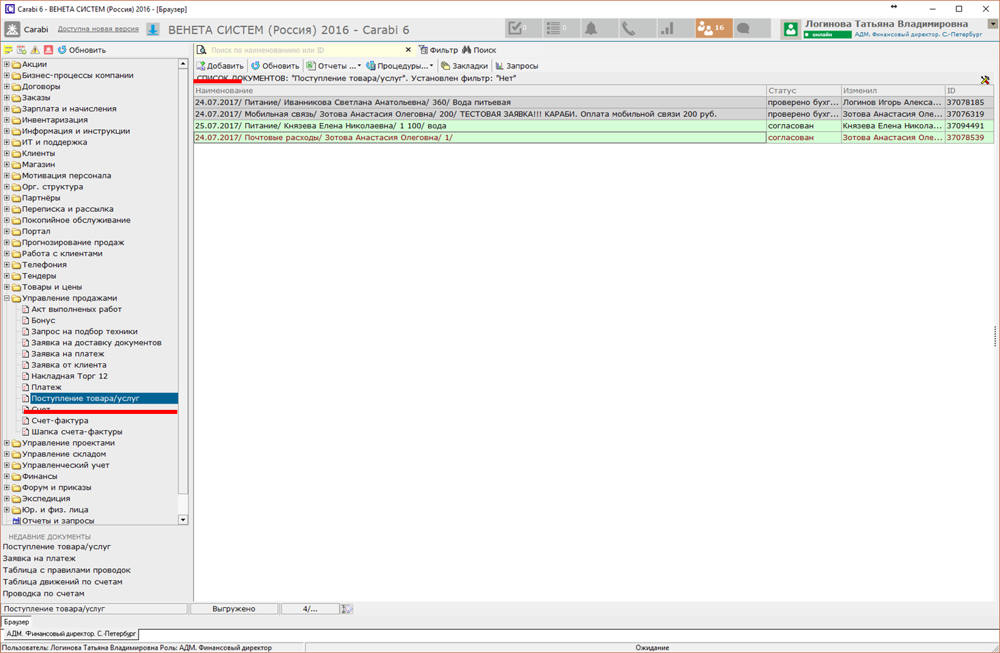 Carabi 6 - ВЕНЕТА СИСТЕМ (Россия) 2016 - [Браузер]
Carabi
Доступна новая версия
ВЕНЕТА СИСТЕМ (Россия) 2016 - Carabi 6
0
0
16
Логинова Татьяна Владимировна
онлайн
АДМ. Финансовый директор. С.-Петербург
Обновить
Поиск по наименованиию или ID
Фильтр
Поиск
Добавить
Обновить
Отчеты ...
Процедуры...
Закладки
Запросы
СПИСОК ДОКУМЕНТОВ: "Поступление товара/услуг". Установлен фильтр: "Нет"
Наименование Статус Изменил ID
24.07.2017/ Питание/ Иванникова Светлана Анатольевна/ 360/ Вода питьевая проверено бухг... Логинов Игорь Алекса... 37078185
24.07.2017/ Мобильная связь/ Зотова Анастасия Олеговна/ 200/ ТЕСТОВАЯ ЗАЯВКА!!! КАРАБИ. Оплата мобильной связи 200 руб. проверено бухг... Зотова Анастасия Оле... 37076319
25.07.2017/ Питание/ Князева Елена Николаевна/ 1 100/ вода согласован Князева Елена Никола... 37094491
24.07.2017/ Почтовые расходы/ Зотова Анастасия Олеговна/ 1/ согласован Зотова Анастасия Оле... 37078539
Акции
Бизнес-процессы компании
Договоры
Заказы
Зарплата и начисления
Инвентаризация
Информация и инструкции
ИТ и поддержка
Клиенты
Магазин
Мотивация персонала
Орг. структура
Партнёры
Переписка и рассылка
Покопийное обслуживание
Портал
Прогнозирование продаж
Работа с клиентами
Телефония
Тендеры
Товары и цены
Управление продажами
Акт выполненых работ
Бонус
Запрос на подбор техники
Заявка на доставку документов
Заявка на платеж
Заявка от клиента
Накладная Торг 12
Платеж
Поступление товара/услуг
Счет
Счет-фактура
Шапка счета-фактуры
Управление проектами
Управление складом
Управленческий учет
Финансы
Форум и приказы
Экспедиция
Юр. и физ. лица
Отчеты и запросы
НЕДАВНИЕ ДОКУМЕНТЫ
Поступление товара/услуг
Заявка на платеж
Таблица с правилами проводок
Таблица движений по счетам
Проводка по счетам
Поступление товара/услуг
Выгружено
4/...
Браузер
АДМ. Финансовый директор. С.-Петербург
Пользователь: Логинова Татьяна Владимировна Роль: АДМ. Финансовый директор
Ожидание